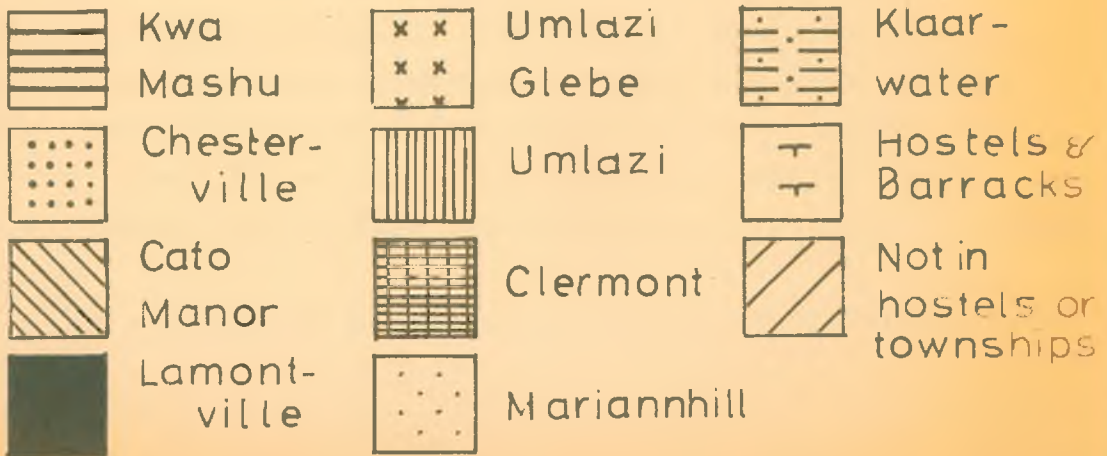 Kwa
Mashu
Chester-
ville
Cato
Manor
Lamont-
ville
Umlazi
Glebe
Umlazi
Clermont
Mariannhill
Klaar-
water
Hostels &
Barracks
Not in
hostels or
townships